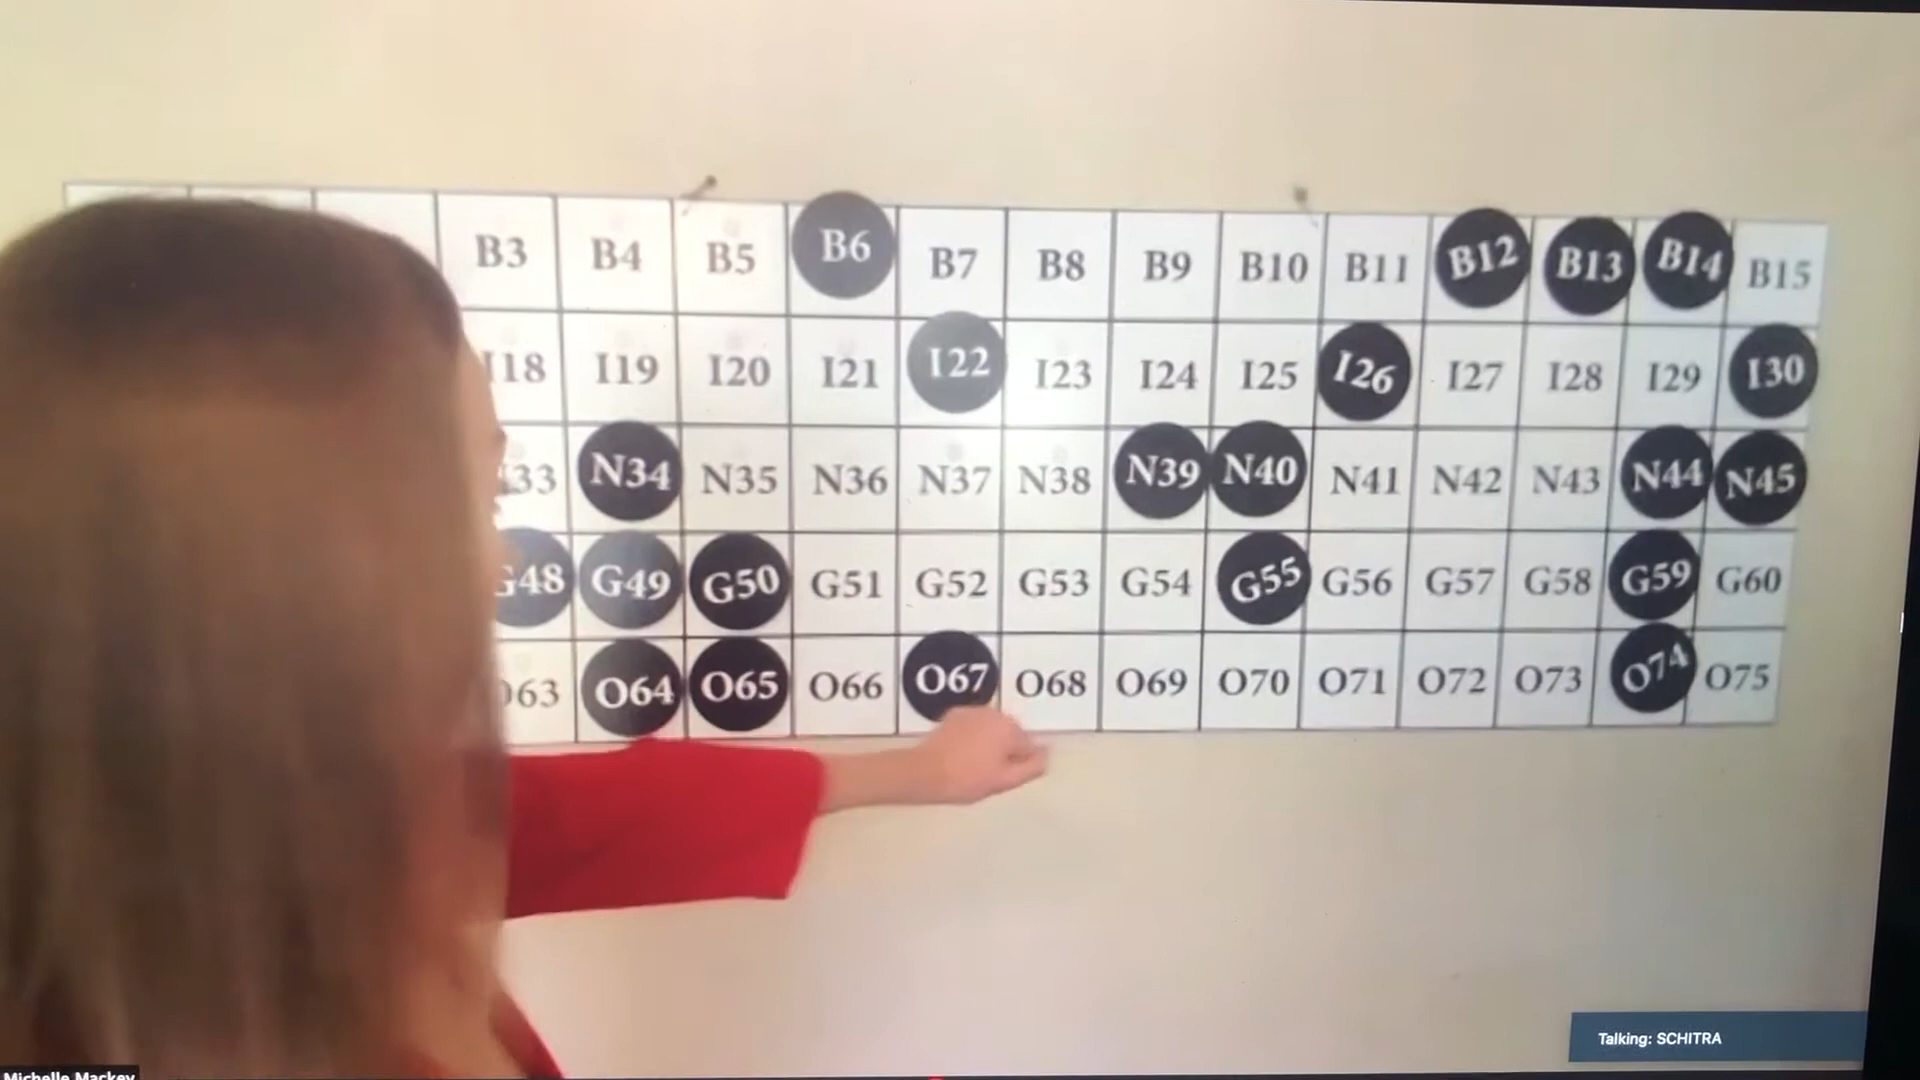 B3 B4 B5 B6 B7 B8 B9 B10 B11 B12 B13 B14 B15
I18 I19 I20 I21 I22 I23 I24 I25 I26 I27 I28 I29 I30
N34 N35 N36 N37 N38 N39 N40 N41 N42 N43 N44 N45
G48 G49 G50 G51 G52 G53 G54 G55 G56 G57 G58 G59 G60
O64 O65 O66 O67 O68 O69 O70 O71 O72 O73 O74 O75
Talking: SCHITRA
Michelle Mackey